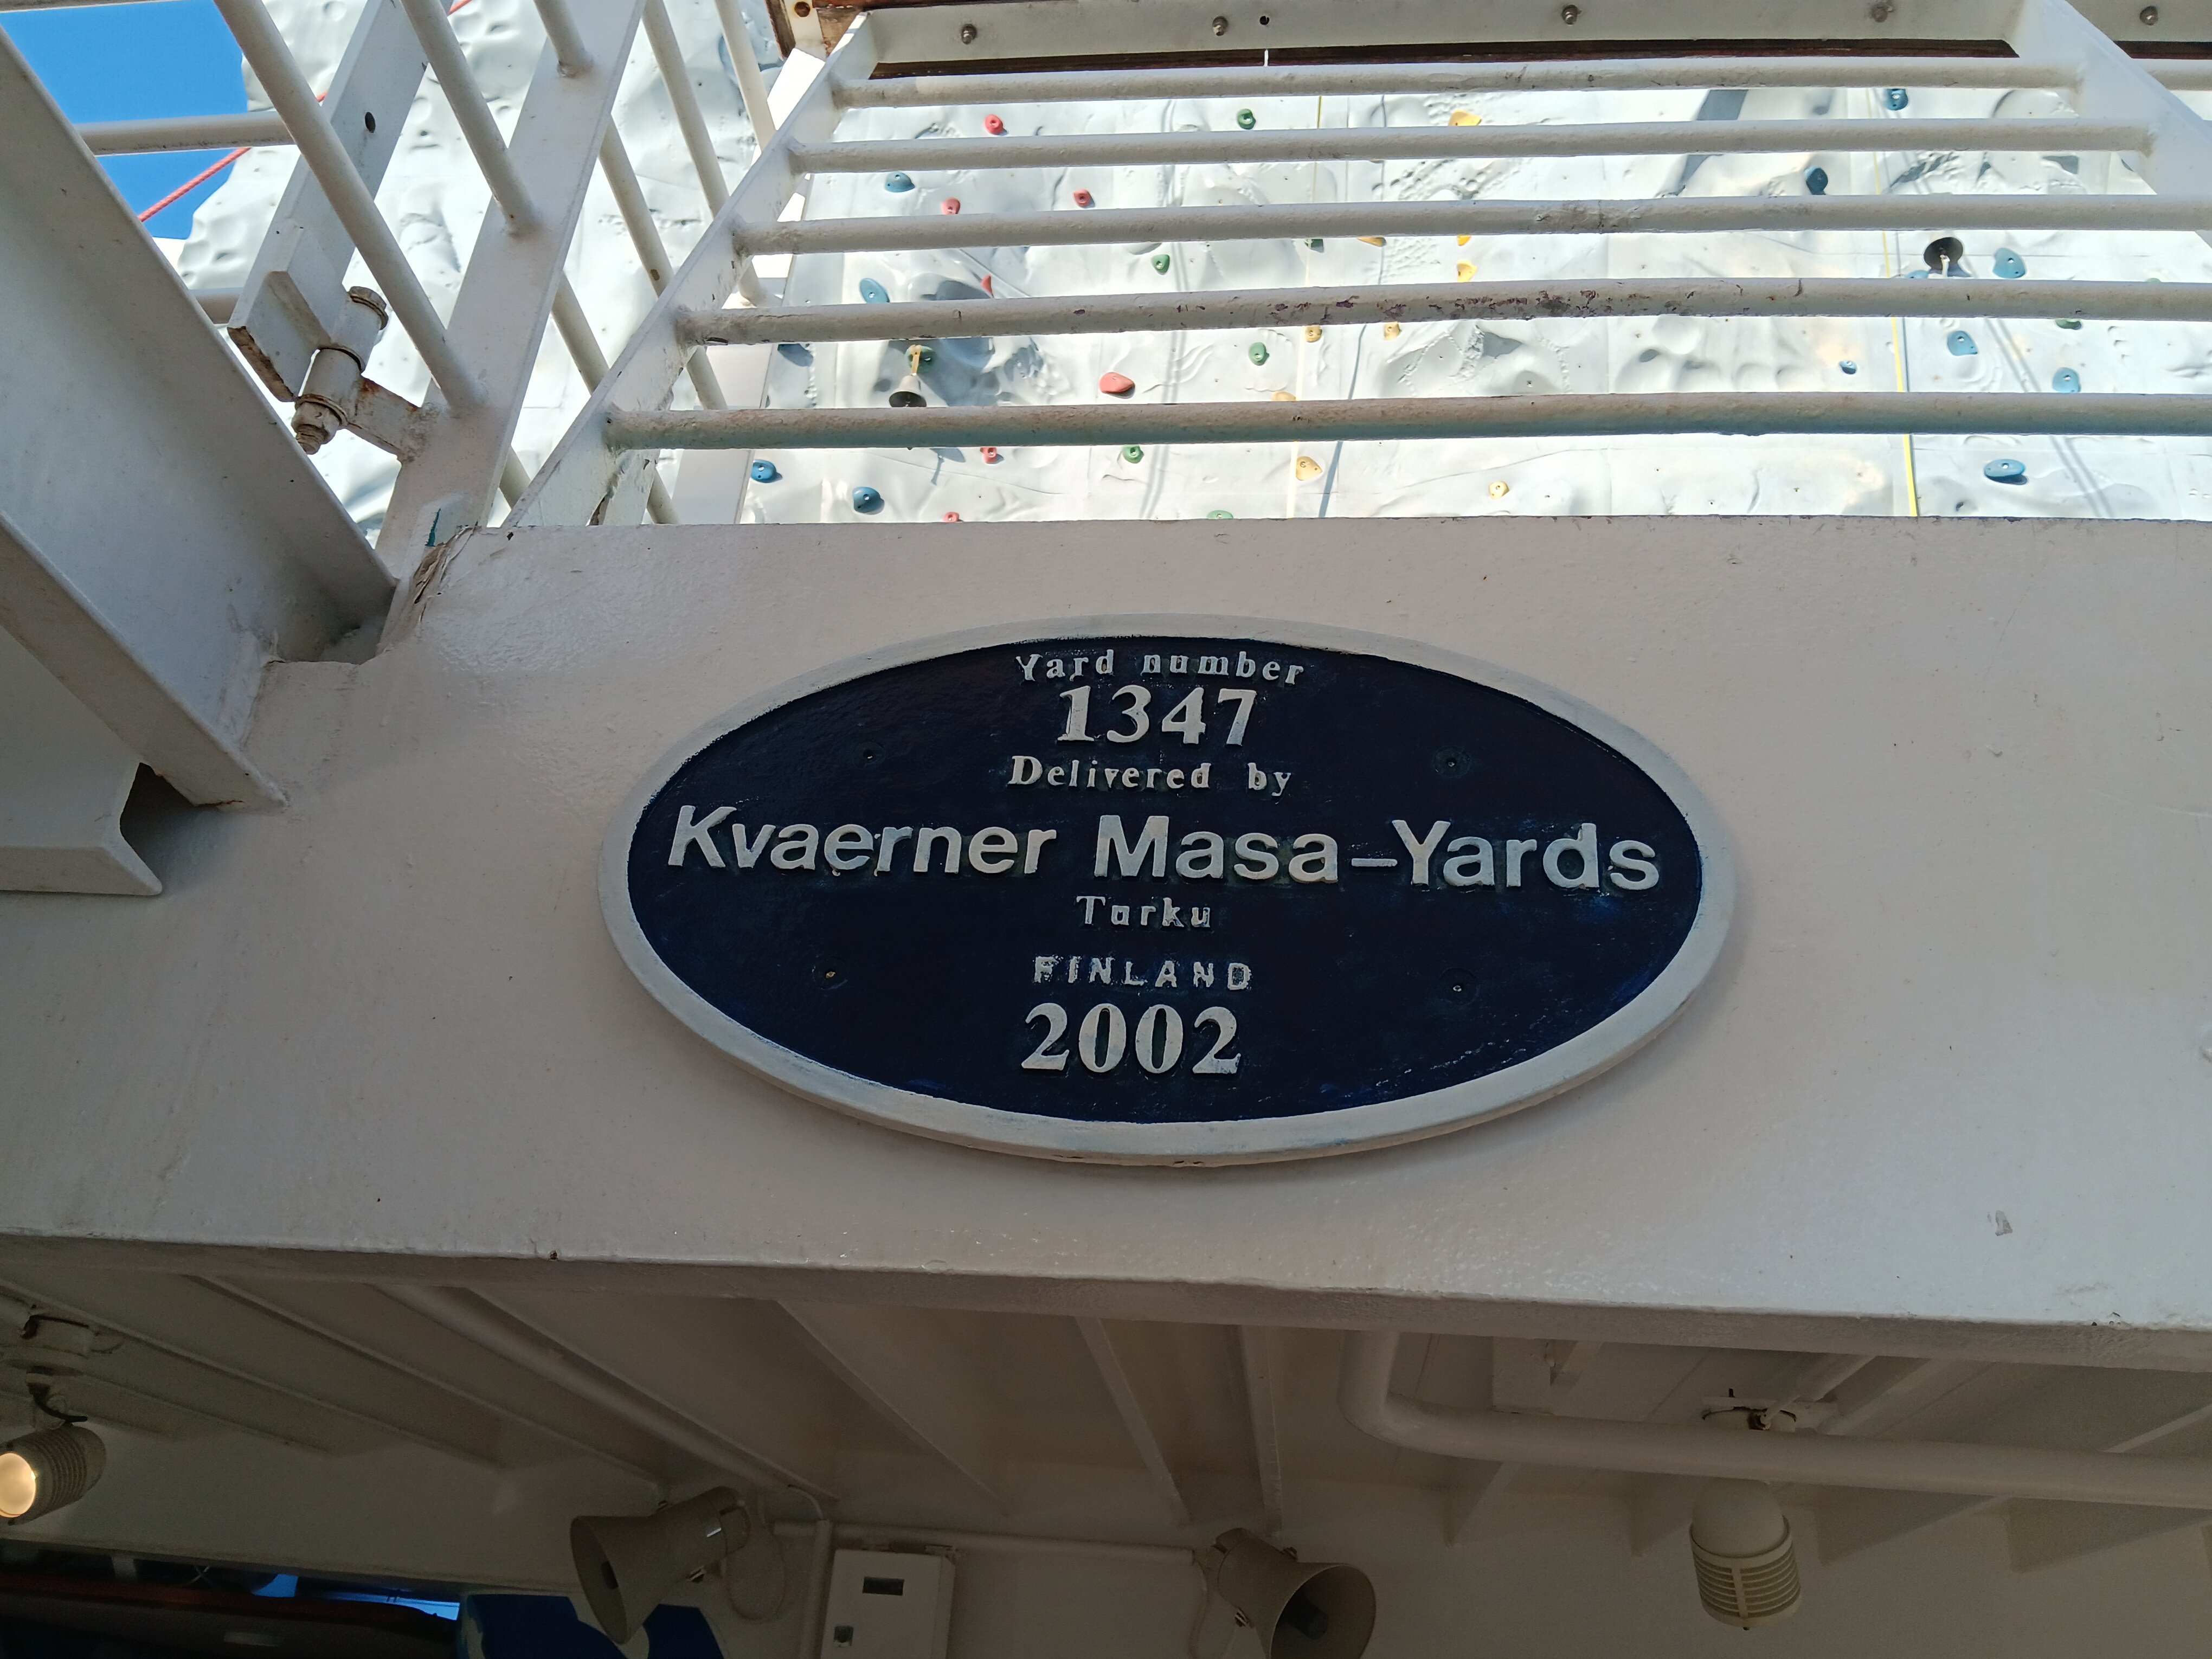 Yard number
1347
Delivered by
Kvaerner Masa-Yards
Turku
FINLAND
2002